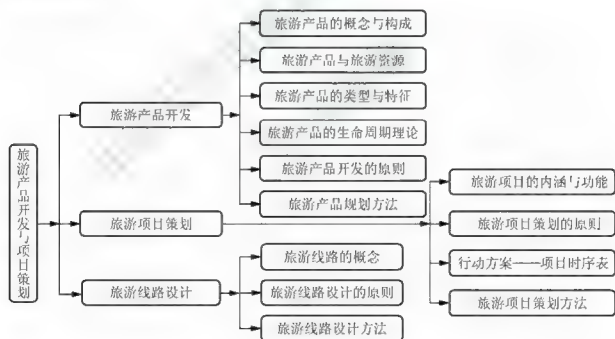 旅游产品开发与项目策划
旅游产品开发
旅游产品的概念与构成
旅游产品与旅游资源
旅游产品的类型与特征
旅游产品的生命周期理论
旅游产品开发的原则
旅游产品规划方法
旅游项目策划
旅游项目的内涵与功能
旅游项目策划的原则
行动方案——项目时序表
旅游项目策划方法
旅游线路设计
旅游线路的概念
旅游线路设计的原则
旅游线路设计方法